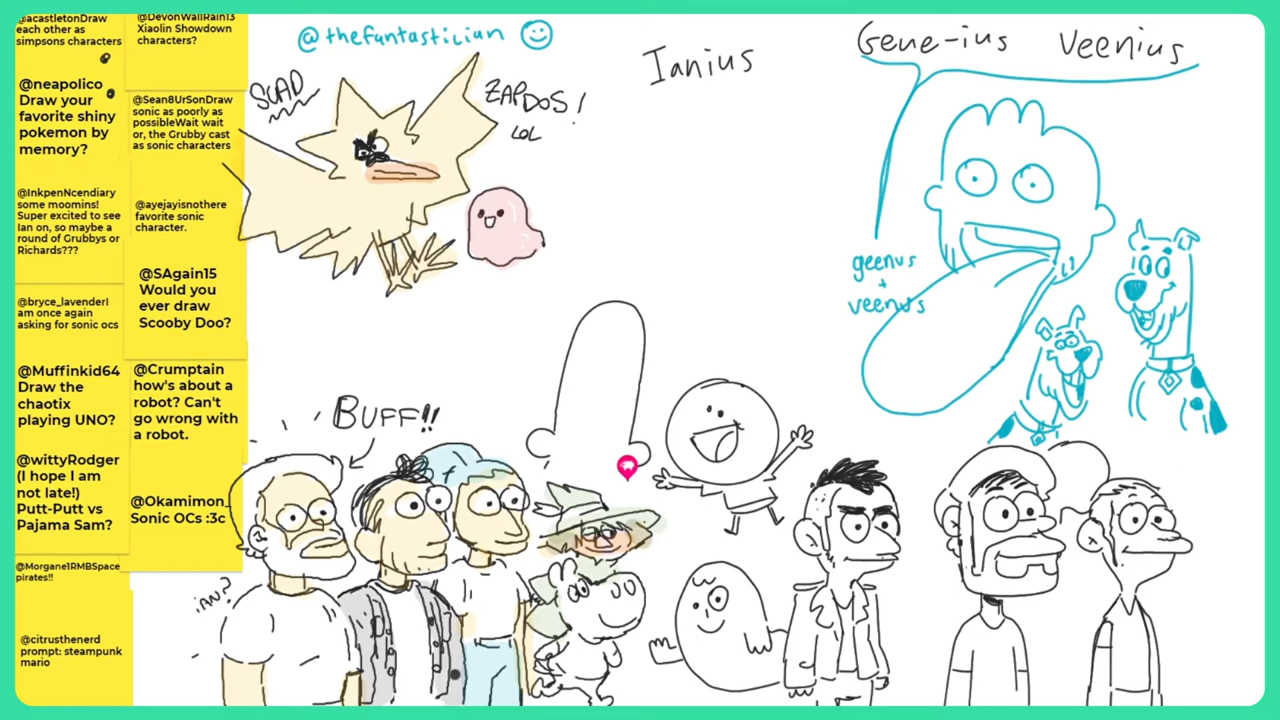 @acastletonDraw
each other as
simpsons characters
@DevonWallRain13
Xiaolin Showdown
characters?
@neapolico
Draw your
favorite shiny
pokemon by
memory?
@Sean8UrSonDraw
sonic as poorly as
possibleWait wait
or, the Grubby cast
as sonic characters
@InkpenNcendiary
some moomins!
Super excited to see
Ian on, so maybe a
round of Grubbys or
Richards???
@ayejayisnothere
favorite sonic
character.
@SAgain15
Would you
ever draw
Scooby Doo?
@bryce_lavenderI
am once again
asking for sonic ocs
@Muffinkid64
Draw the
chaotix
playing UNO?
@Crumptain
how's about a
robot? Can't
go wrong with
a robot.
@wittyRodger
(I hope I am
not late!)
Putt-Putt vs
Pajama Sam?
@Okamimon_
Sonic OCs :3c
@Morgane1RMBSpace
pirates!!
@citrusthenerd
prompt: steampunk
mario
@thefuntastician
SCAD
ZAPDOS!
LOL
Ianius
Gene-ius Veenius
geenus
+
veenus
BUFF!!
iAN?